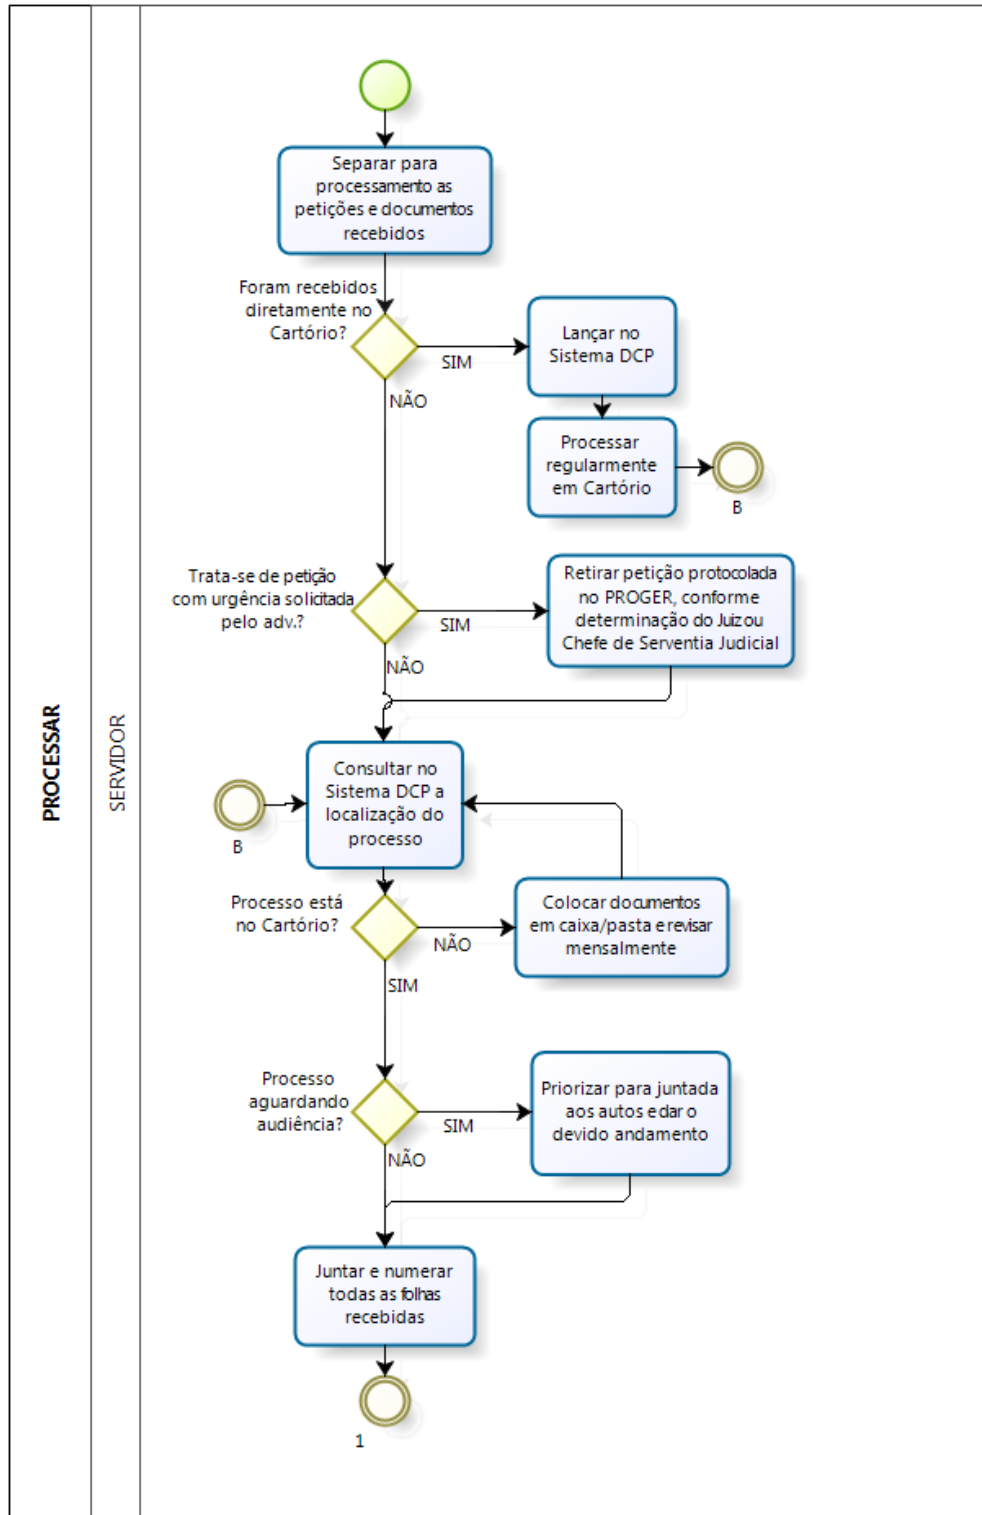 PROCESSAR
SERVIDOR
Separar para
processamento as
petições e documentos
recebidos
Foram recebidos
diretamente no
Cartório?
SIM
NÃO
Lançar no
Sistema DCP
Processar
regularmente
em Cartório
B
Trata-se de petição
com urgência solicitada
pelo adv.?
SIM
NÃO
Retirar petição protocolada
no PROGER, conforme
determinação do Juizou
Chefe de Serventia Judicial
Consultar no
Sistema DCP a
localização do
processo
B
Processo está
no Cartório?
NÃO
SIM
Colocar documentos
em caixa/pasta e revisar
mensalmente
Processo
aguardando
audiência?
SIM
NÃO
Priorizar para juntada
aos autos e dar o
devido andamento
Juntar e numerar
todas as folhas
recebidas
1